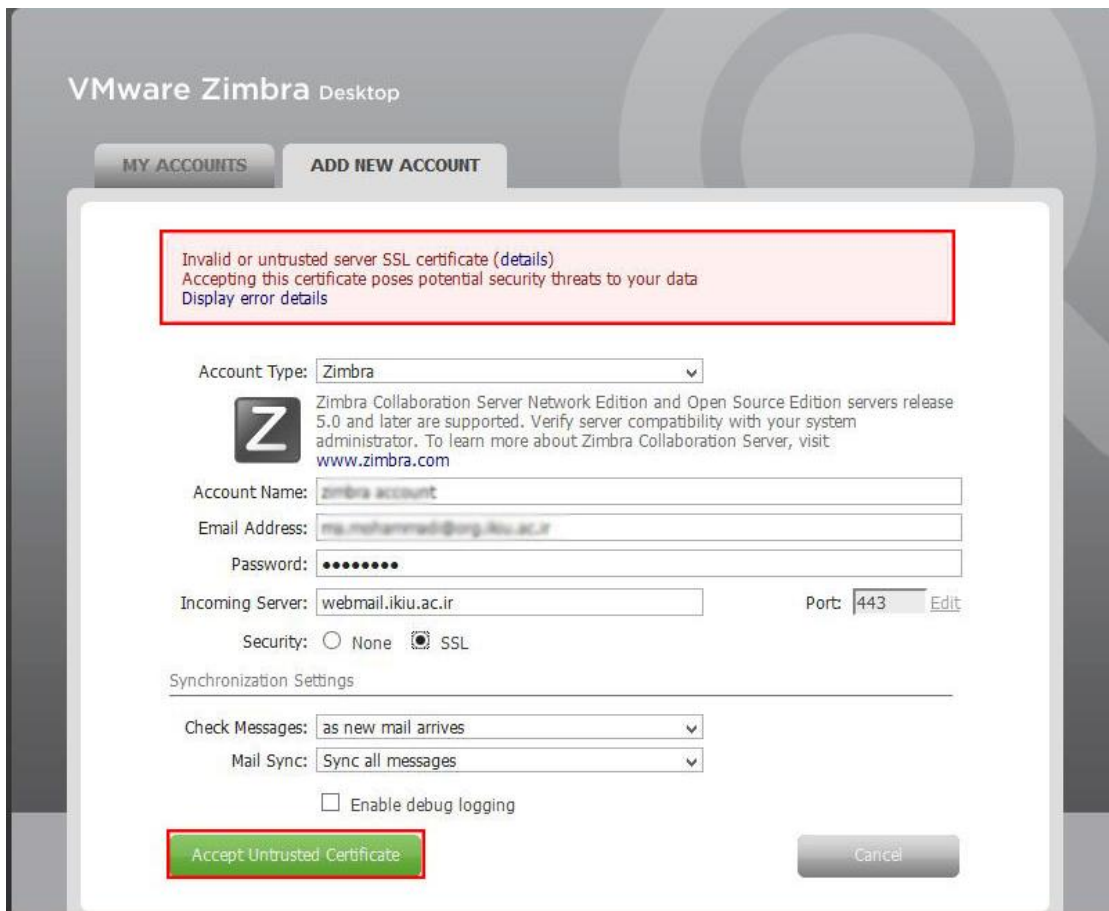 VMware Zimbra Desktop
MY ACCOUNTS
ADD NEW ACCOUNT
Invalid or untrusted server SSL certificate (details)
Accepting this certificate poses potential security threats to your data
Display error details
Account Type: Zimbra
Z
Zimbra Collaboration Server Network Edition and Open Source Edition servers release
5.0 and later are supported. Verify server compatibility with your system
administrator. To learn more about Zimbra Collaboration Server, visit
www.zimbra.com
Account Name: zimbra account
Email Address:
Password: ••••••••
Incoming Server: webmail.ikiu.ac.ir Port: 443 Edit
Security: None SSL
Synchronization Settings
Check Messages: as new mail arrives
Mail Sync: Sync all messages
Enable debug logging
Accept Untrusted Certificate
Cancel